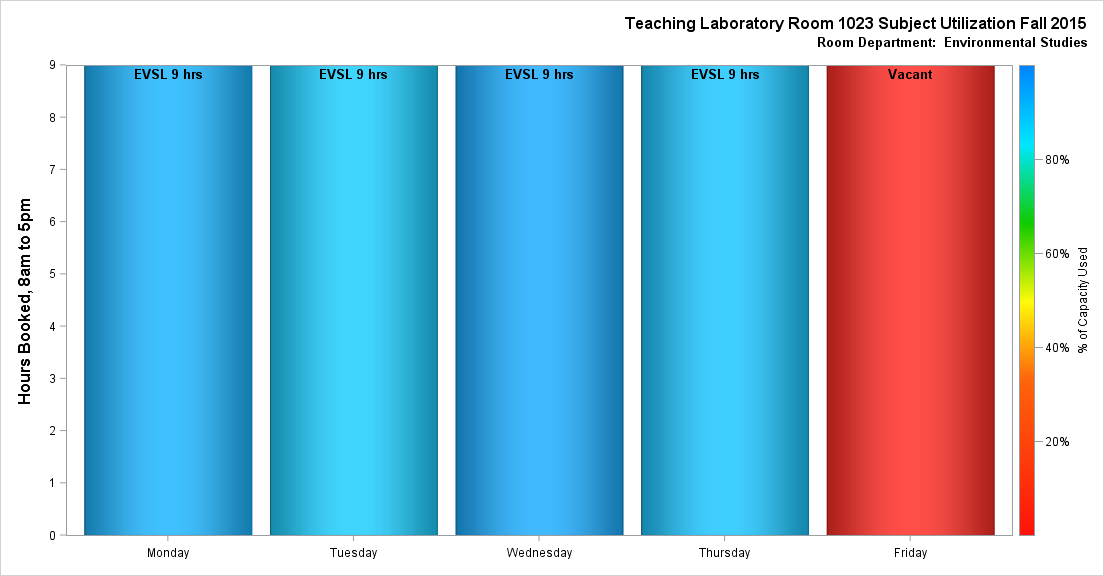 Teaching Laboratory Room 1023 Subject Utilization Fall 2015
Room Department:  Environmental Studies
EVSL 9 hrs
EVSL 9 hrs
EVSL 9 hrs
EVSL 9 hrs
Vacant
Hours Booked, 8am to 5pm
9
8
7
6
5
4
3
2
1
0
Monday
Tuesday
Wednesday
Thursday
Friday
80%
60%
40%
20%
% of Capacity Used